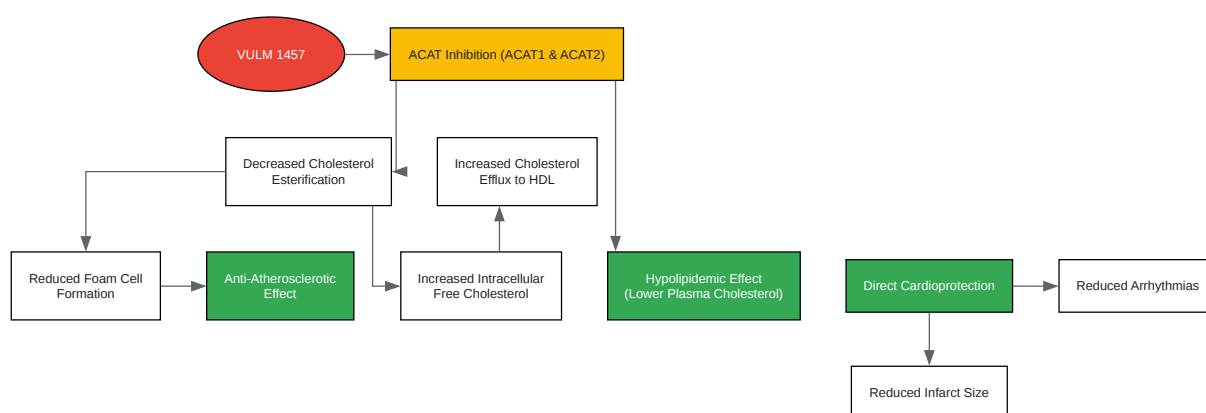 VULM 1457
ACAT Inhibition (ACAT1 & ACAT2)
Decreased Cholesterol
Esterification
Increased Cholesterol
Efflux to HDL
Reduced Foam Cell
Formation
Anti-Atherosclerotic
Effect
Increased Intracellular
Free Cholesterol
Hypolipidemic Effect
(Lower Plasma Cholesterol)
Direct Cardioprotection
Reduced Arrhythmias
Reduced Infarct Size